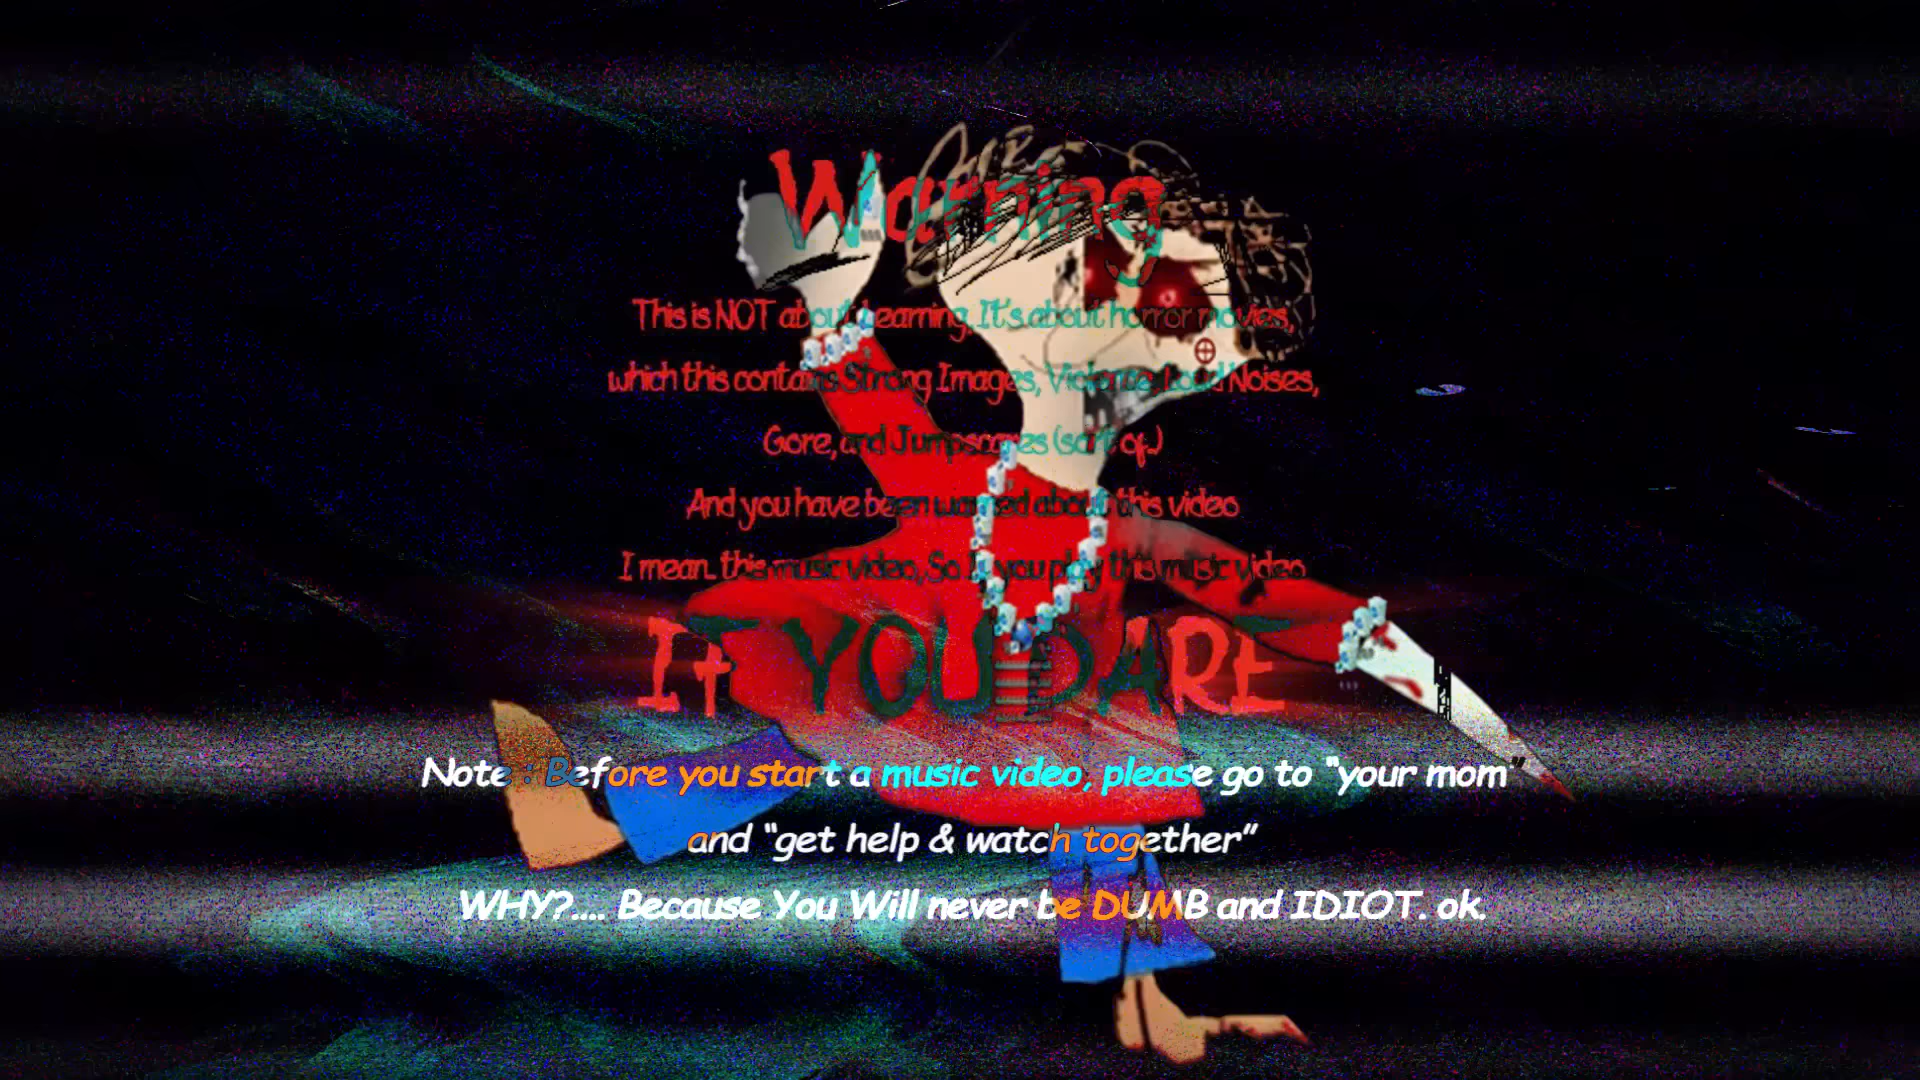 Warning
This is NOT about Learning. It's about horror movies,
which this contains Strong Images, Violence, Loud Noises,
Gore, and Jumpscares (sort of..)
And you have been warned about this video
I mean.. this music video, So If you play this music video
IF YOU DARE
Note : Before you start a music video, please go to “your mom”
and “get help & watch together”
WHY?.... Because You Will never be DUMB and IDIOT. ok.